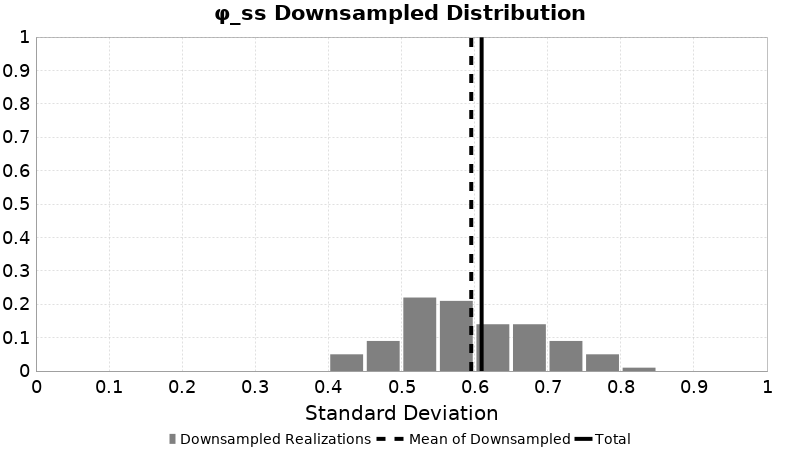 φ_ss Downsampled Distribution
1
0.9
0.8
0.7
0.6
0.5
0.4
0.3
0.2
0.1
0
0 0.1 0.2 0.3 0.4 0.5 0.6 0.7 0.8 0.9 1
Standard Deviation
Downsampled Realizations Mean of Downsampled Total